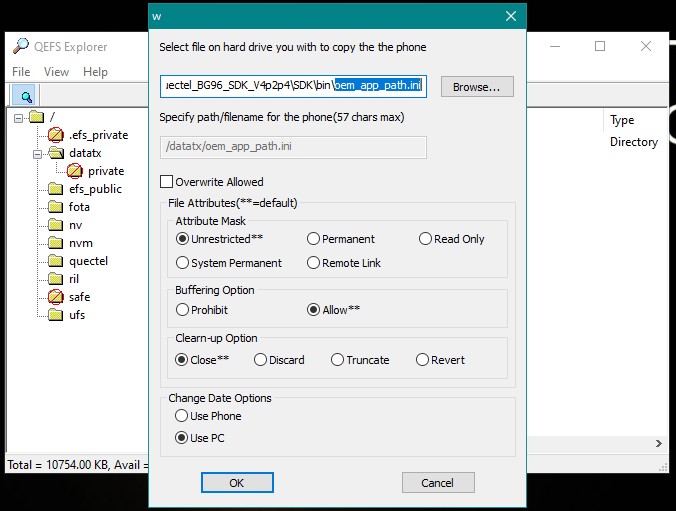 w
QEFS Explorer
File View Help
Select file on hard drive you with to copy the the phone
uectel_BG96_SDK_V4p2p4\SDK\bin\oem_app_path.ini
Browse...
Specify path/filename for the phone(57 chars max)
/datatx/oem_app_path.ini
Overwrite Allowed
File Attributes(**=default)
Attribute Mask
Unrestricted** Permanent Read Only
System Permanent Remote Link
Buffering Option
Prohibit Allow**
Clearn-up Option
Close** Discard Truncate Revert
Change Date Options
Use Phone
Use PC
OK Cancel
/
.efs_private
datatx
private
efs_public
fota
nv
nvm
quectel
ril
safe
ufs
Type
Directory
Total = 10754.00 KB, Avail =